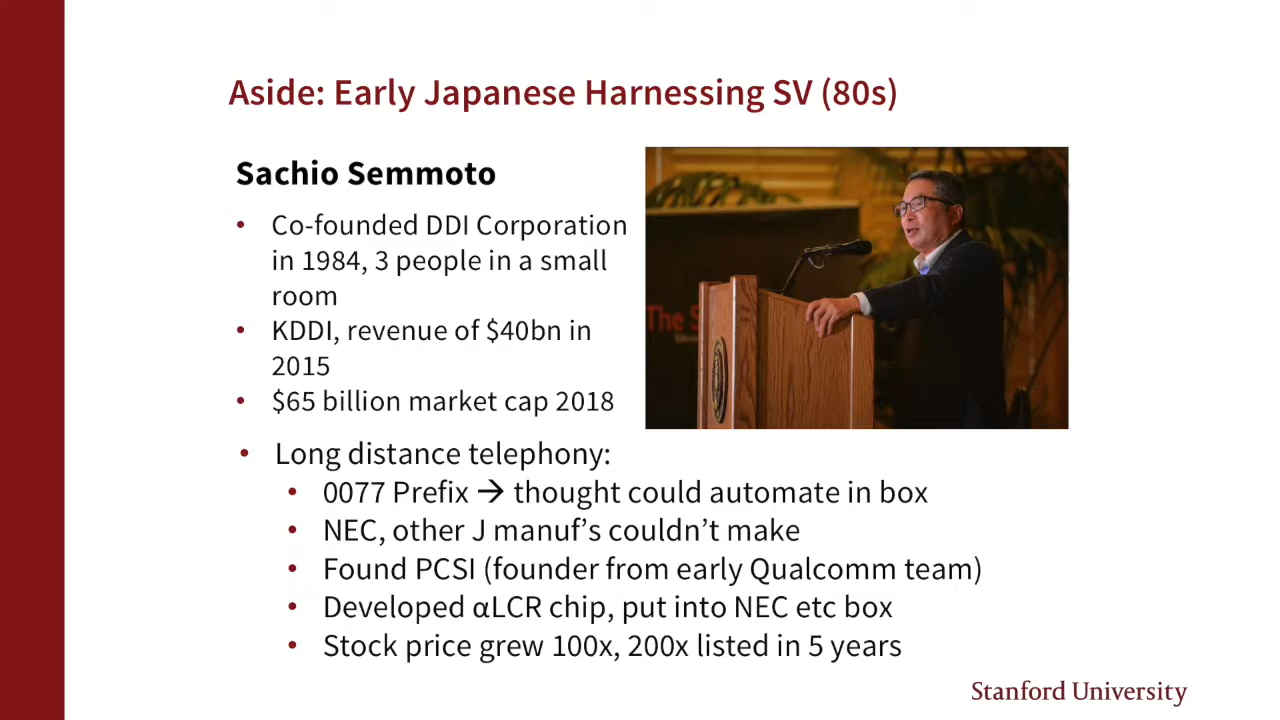 Aside: Early Japanese Harnessing SV (80s)
Sachio Semmoto
• Co-founded DDI Corporation
in 1984, 3 people in a small
room
• KDDI, revenue of $40bn in
2015
• $65 billion market cap 2018
The S
• Long distance telephony:
• 0077 Prefix → thought could automate in box
• NEC, other J manuf’s couldn’t make
• Found PCSI (founder from early Qualcomm team)
• Developed αLCR chip, put into NEC etc box
• Stock price grew 100x, 200x listed in 5 years
Stanford University